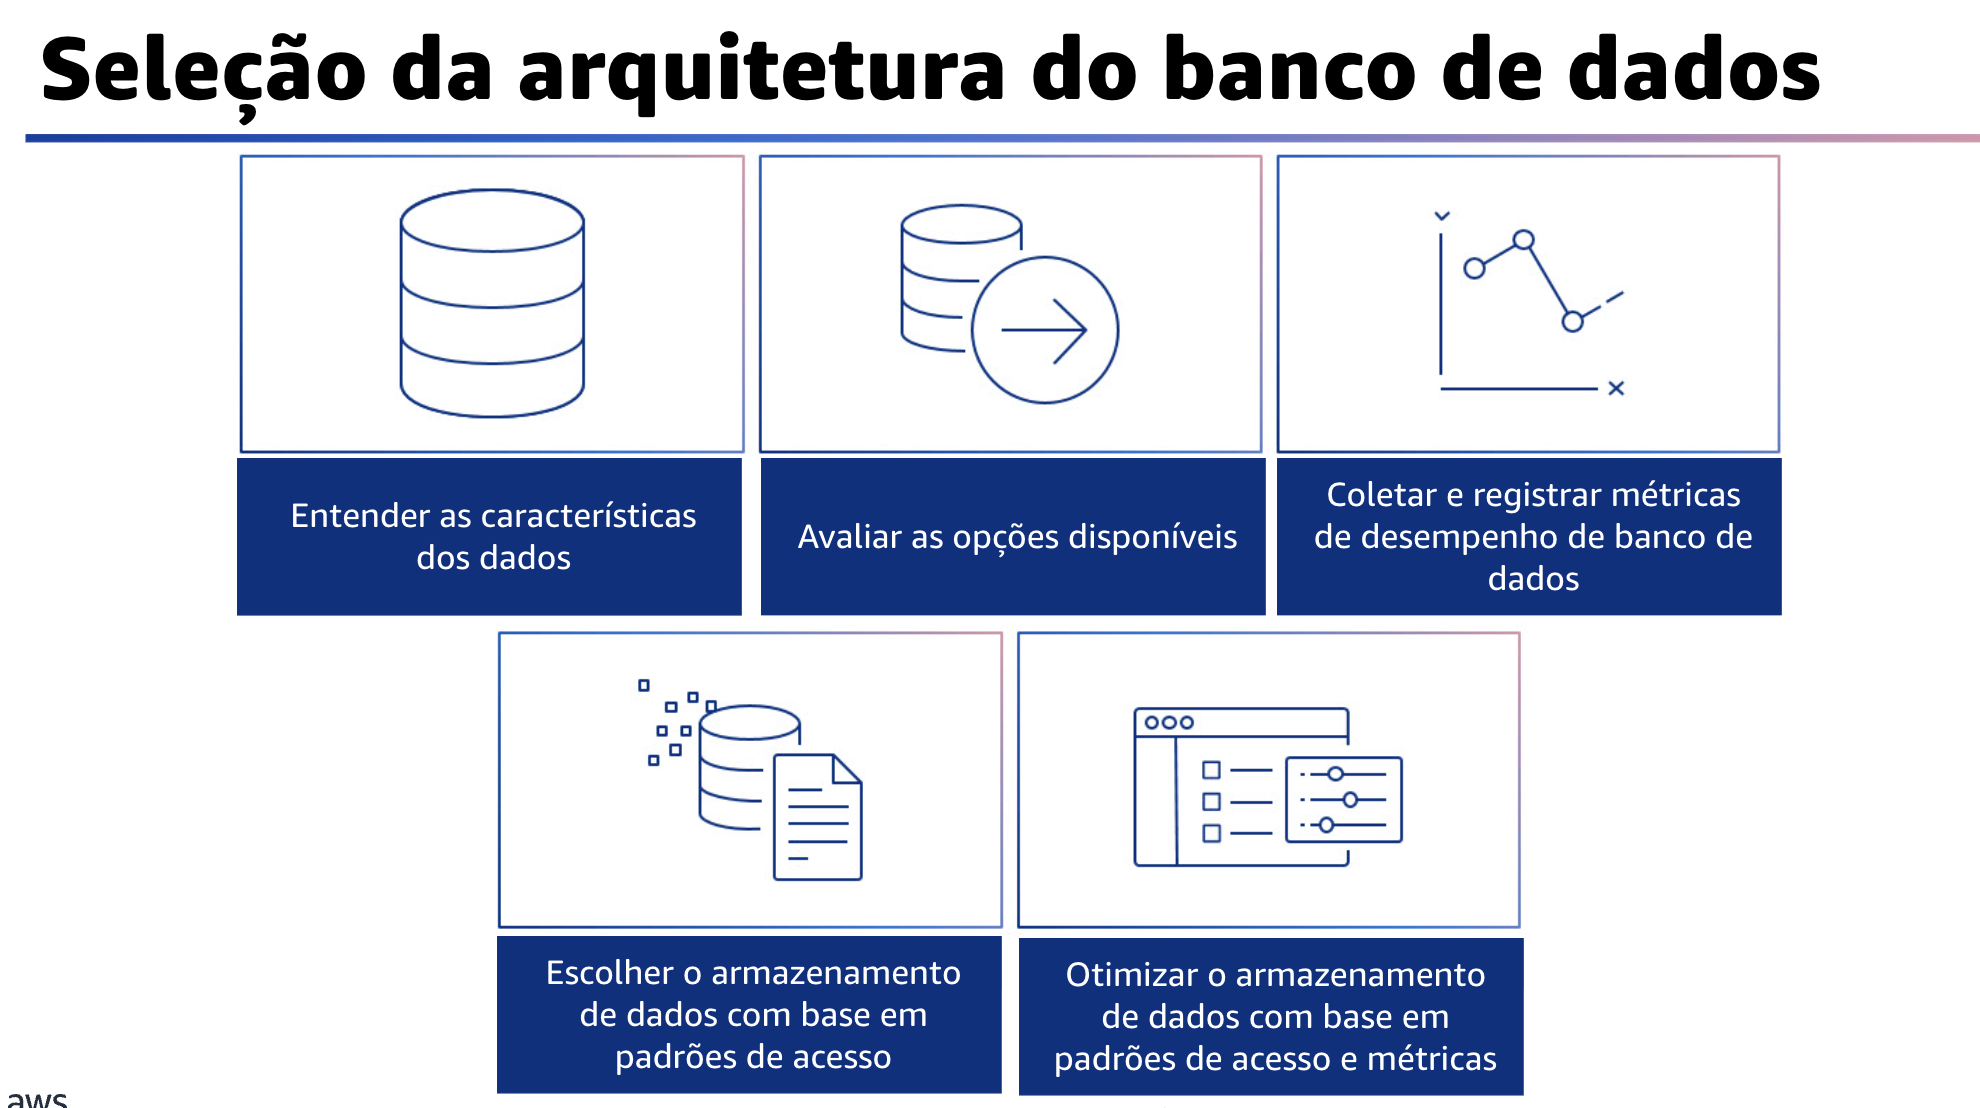 Seleção da arquitetura do banco de dados
Entender as características
dos dados
Avaliar as opções disponíveis
Coletar e registrar métricas
de desempenho de banco de
dados
Escolher o armazenamento
de dados com base em
padrões de acesso
Otimizar o armazenamento
de dados com base em
padrões de acesso e métricas
aws